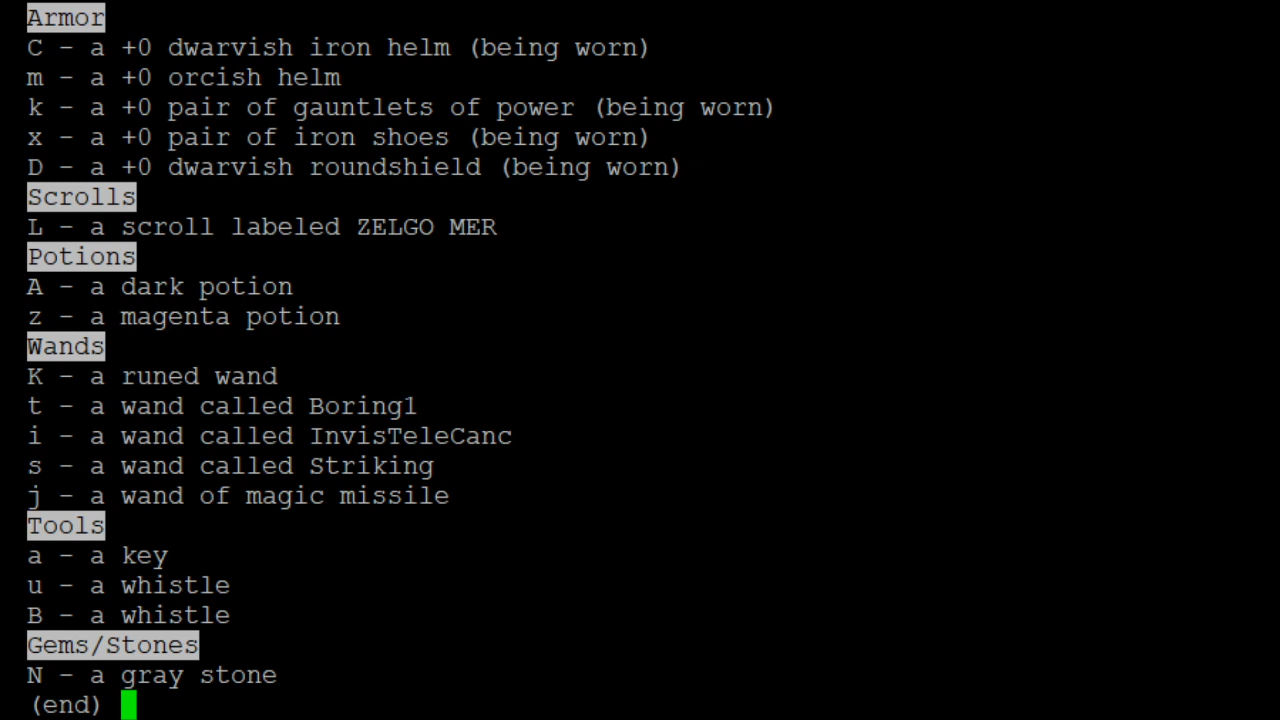 Armor
C - a +0 dwarvish iron helm (being worn)
m - a +0 orcish helm
k - a +0 pair of gauntlets of power (being worn)
x - a +0 pair of iron shoes (being worn)
D - a +0 dwarvish roundshield (being worn)
Scrolls
L - a scroll labeled ZELGO MER
Potions
A - a dark potion
z - a magenta potion
Wands
K - a runed wand
t - a wand called Boring1
i - a wand called InvisTeleCanc
s - a wand called Striking
j - a wand of magic missile
Tools
a - a key
u - a whistle
B - a whistle
Gems/Stones
N - a gray stone
(end)